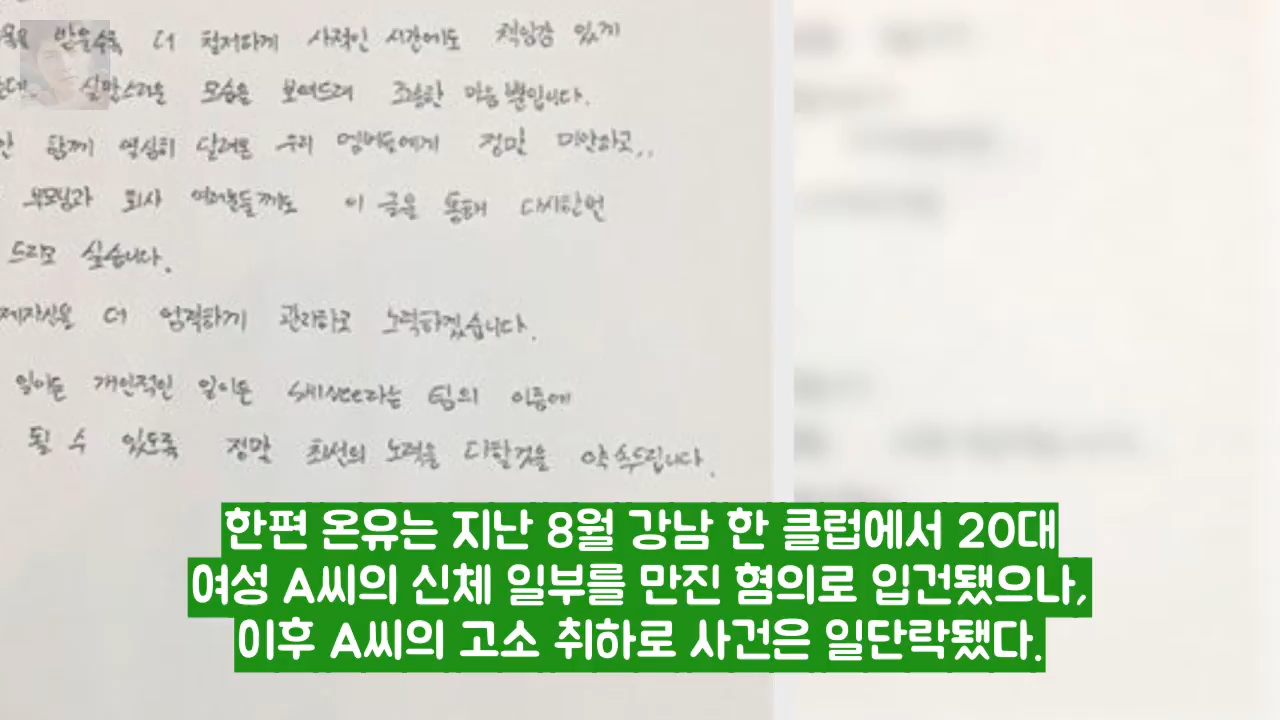 받을수록 더 철저하게 사적인 시간에도 책임감 있게
실망스러운 모습을 보여드려 죄송한 마음 뿐입니다.
함께 열심히 달려온 우리 멤버들에게 정말 미안하고,,
부모님과 회사 여러분들께도 이 글을 통해 다시한번
드리고 싶습니다.
더 엄격하게 관리하고 노력하겠습니다.
일이든 개인적인 일이든 SHINee라는 팀의 이름에
될 수 있도록 정말 최선의 노력을 다할것을 약속드립니다.
한편 온유는 지난 8월 강남 한 클럽에서 20대
여성 A씨의 신체 일부를 만진 혐의로 입건됐으나,
이후 A씨의 고소 취하로 사건은 일단락됐다.